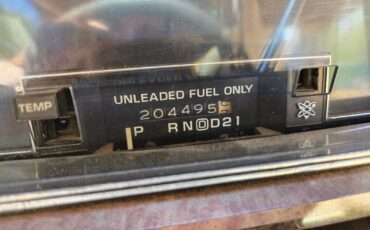 UNLEADED FUEL ONLY
TEMP
204495
P RNDD21